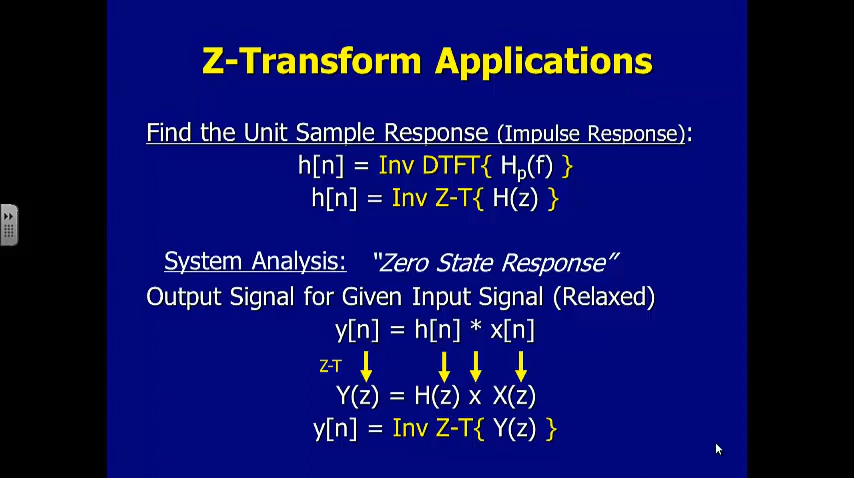 Z-Transform Applications
Find the Unit Sample Response (Impulse Response):
h[n] = Inv DTFT{ Hp(f) }
h[n] = Inv Z-T{ H(z) }
System Analysis: "Zero State Response"
Output Signal for Given Input Signal (Relaxed)
y[n] = h[n] * x[n]
Z-T
Y(z) = H(z) x X(z)
y[n] = Inv Z-T{ Y(z) }